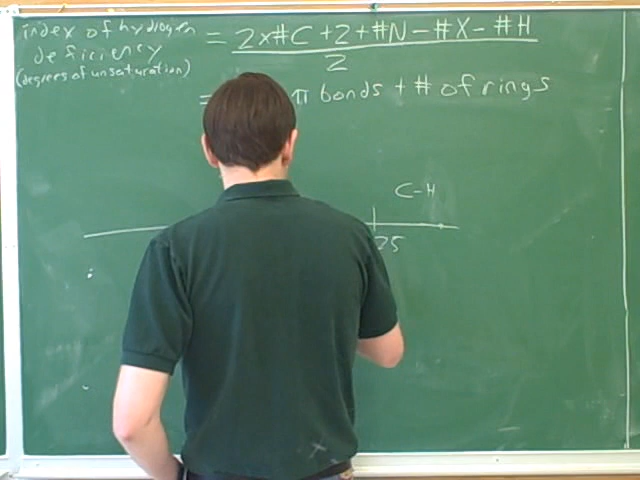 index of hydrogen
deficiency
(degrees of unsaturation)
= 2x#C+2+#N-#X-#H
2
= π bonds + # of rings
C-H
25